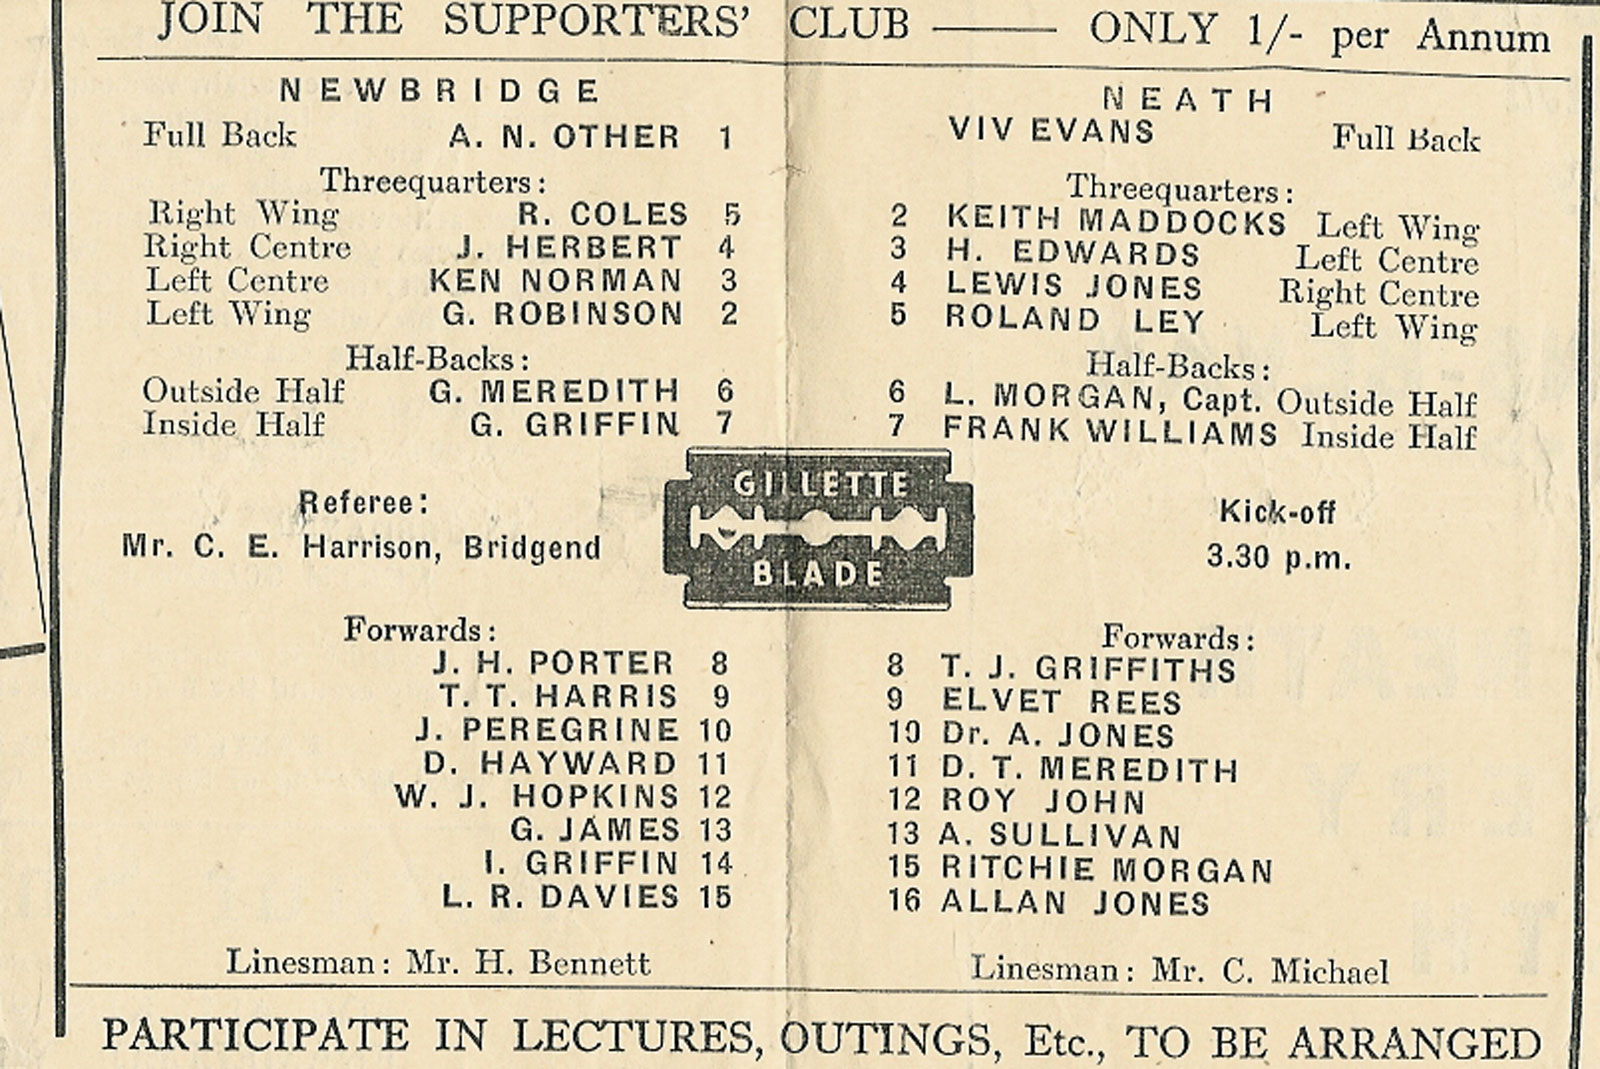 JOIN THE SUPPORTERS' CLUB —— ONLY 1/- per Annum
NEWBRIDGE
Full Back A. N. OTHER 1
Threequarters:
Right Wing R. COLES 5
Right Centre J. HERBERT 4
Left Centre KEN NORMAN 3
Left Wing G. ROBINSON 2
Half-Backs:
Outside Half G. MEREDITH 6
Inside Half G. GRIFFIN 7
NEATH
VIV EVANS Full Back
Threequarters:
2 KEITH MADDOCKS Left Wing
3 H. EDWARDS Left Centre
4 LEWIS JONES Right Centre
5 ROLAND LEY Left Wing
Half-Backs:
6 L. MORGAN, Capt. Outside Half
7 FRANK WILLIAMS Inside Half
Referee:
Mr. C. E. Harrison, Bridgend
GILLETTE
BLADE
Kick-off
3.30 p.m.
Forwards:
J. H. PORTER 8
T. T. HARRIS 9
J. PEREGRINE 10
D. HAYWARD 11
W. J. HOPKINS 12
G. JAMES 13
I. GRIFFIN 14
L. R. DAVIES 15
Linesman: Mr. H. Bennett
Forwards:
8 T. J. GRIFFITHS
9 ELVET REES
10 Dr. A. JONES
11 D. T. MEREDITH
12 ROY JOHN
13 A. SULLIVAN
15 RITCHIE MORGAN
16 ALLAN JONES
Linesman: Mr. C. Michael
PARTICIPATE IN LECTURES, OUTINGS, Etc., TO BE ARRANGED